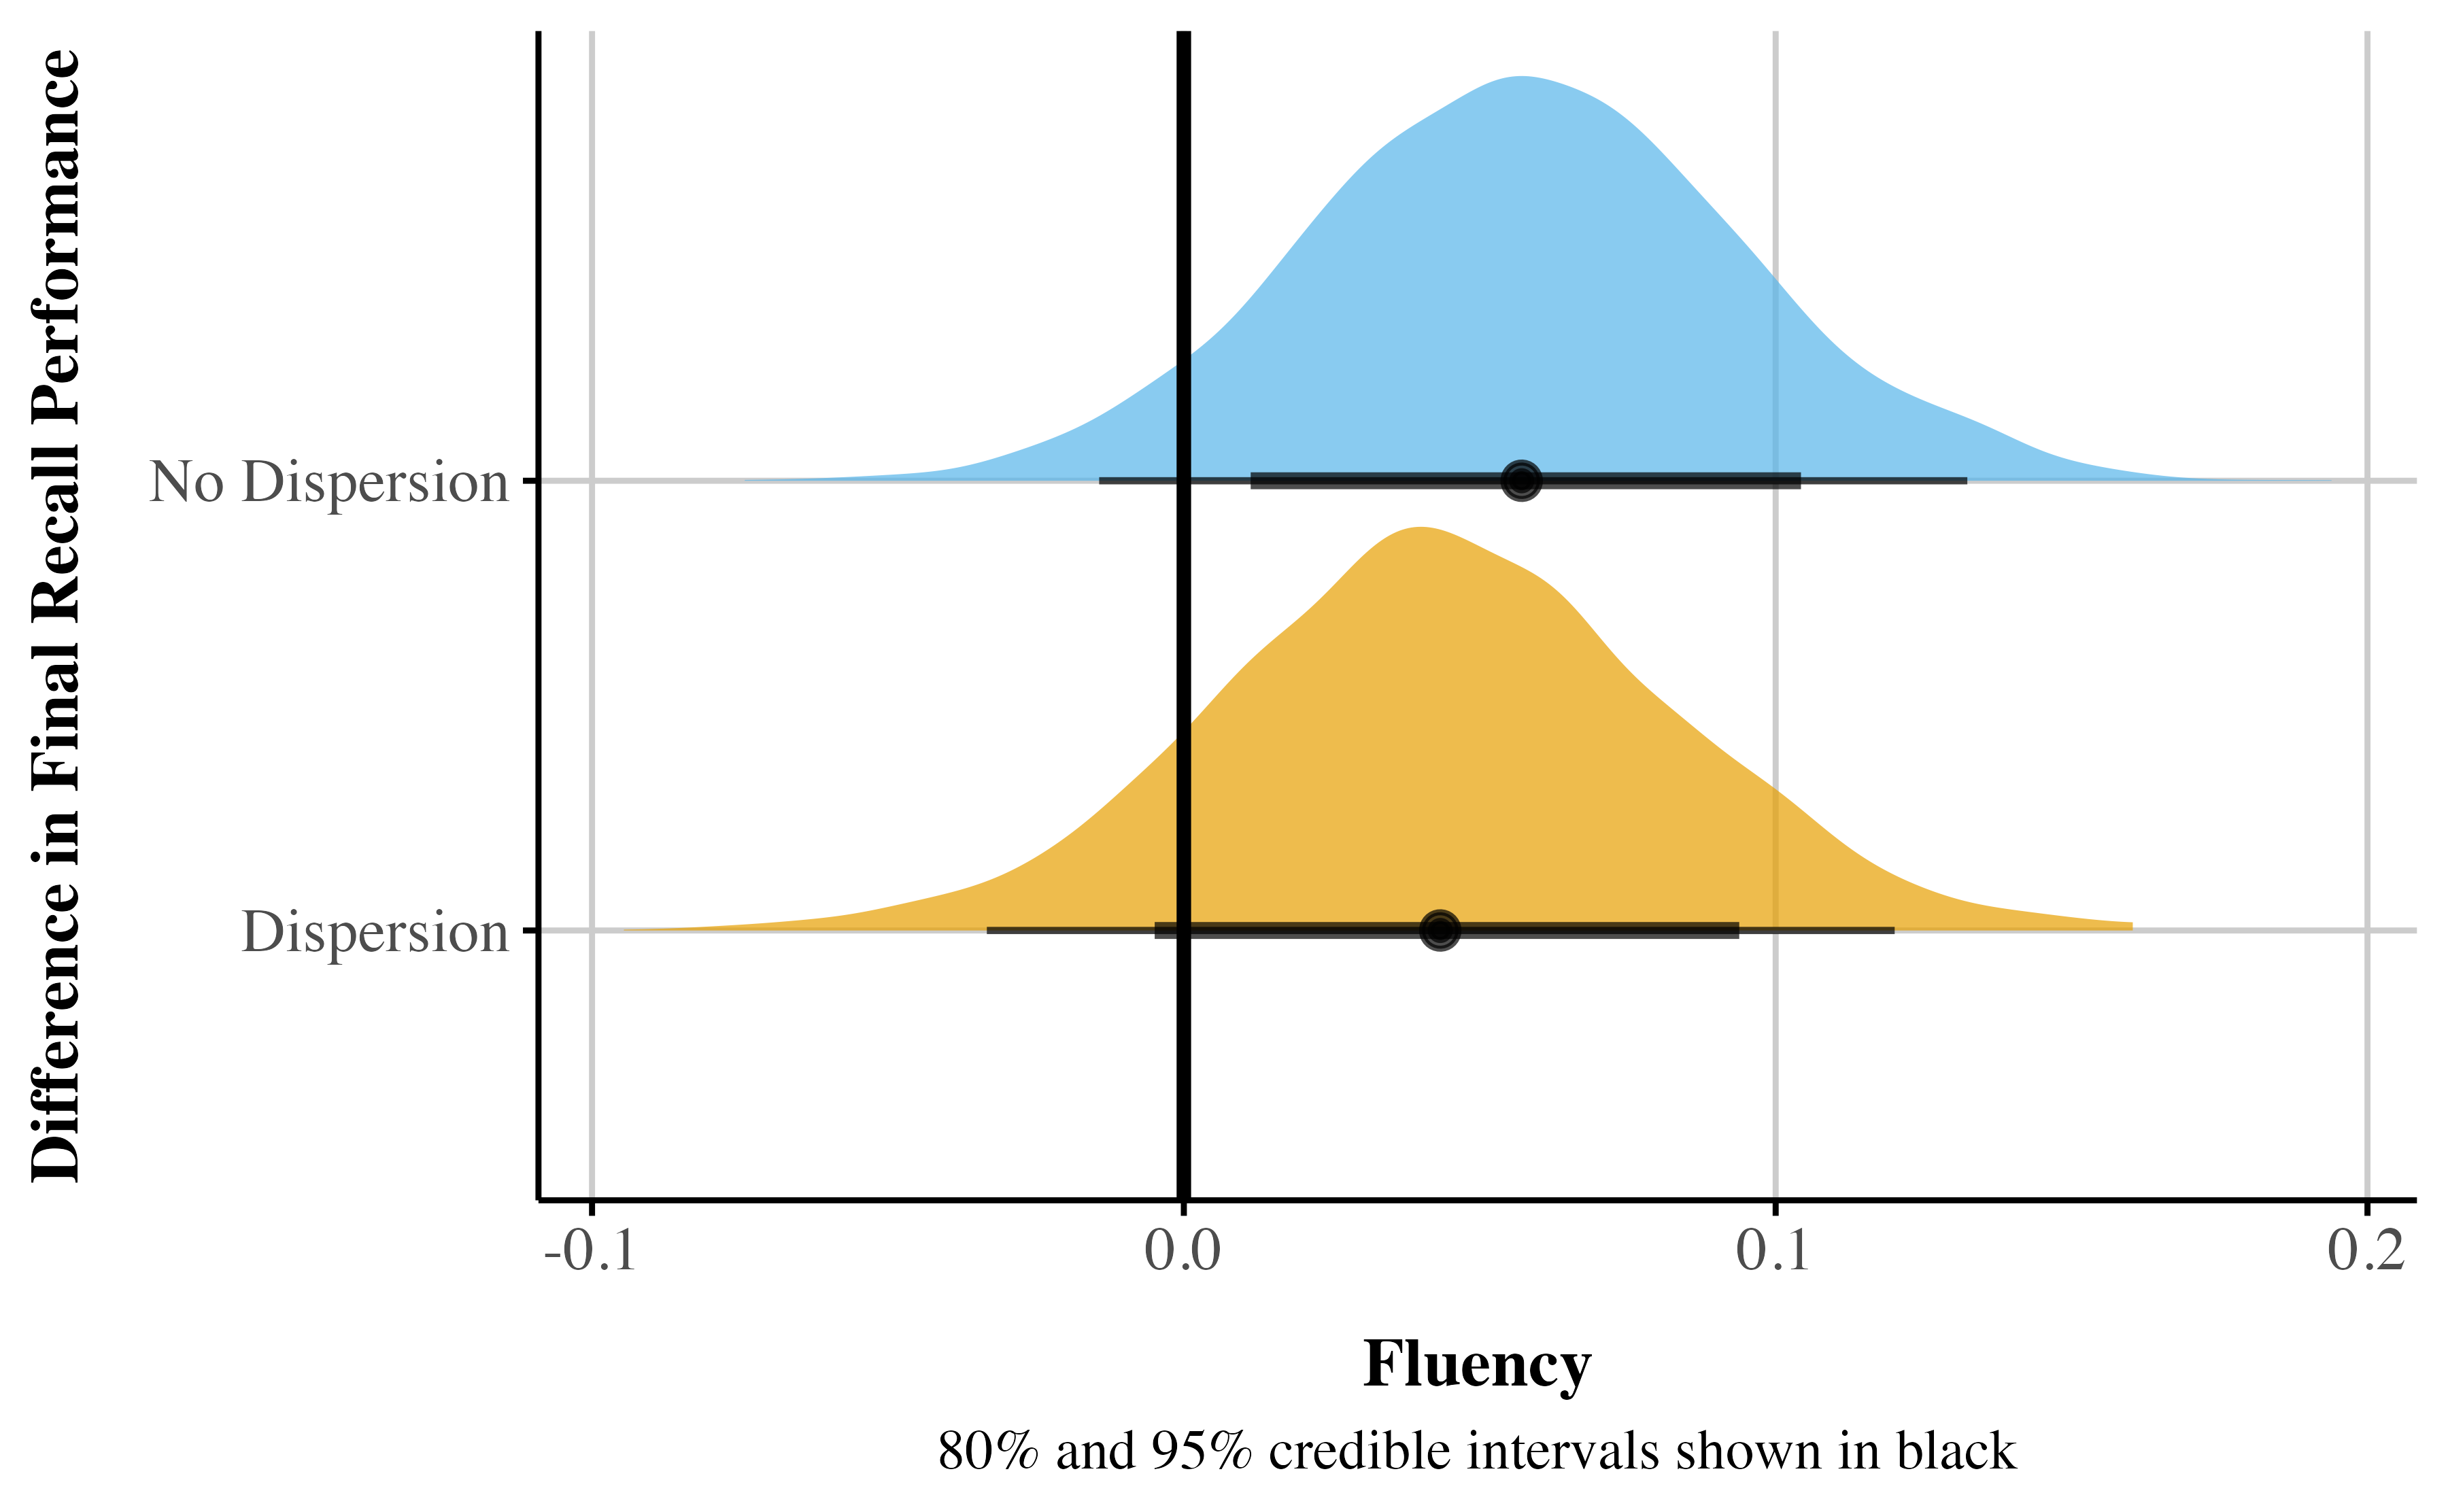 Difference in Final Recall Performance
No Dispersion
Dispersion
-0.1
0.0
0.1
0.2
Fluency
80% and 95% credible intervals shown in black